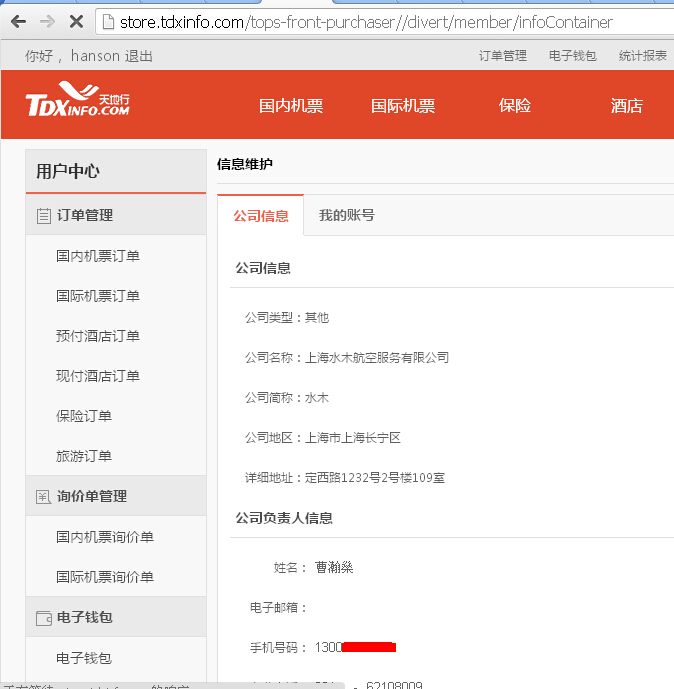 store.tdxinfo.com/tops-front-purchaser//divert/member/infoContainer
你好， hanson 退出
订单管理 电子钱包 统计报表
TDXINFO.COM 天地行
国内机票 国际机票 保险 酒店
用户中心
订单管理
国内机票订单
国际机票订单
预付酒店订单
现付酒店订单
保险订单
旅游订单
询价单管理
国内机票询价单
国际机票询价单
电子钱包
电子钱包
信息维护
公司信息 我的账号
公司信息
公司类型：其他
公司名称：上海水木航空服务有限公司
公司简称：水木
公司地区：上海市上海长宁区
详细地址：定西路1232号2号楼109室
公司负责人信息
姓名： 曹瀚燊
电子邮箱：
手机号码： 1300
- 62108009